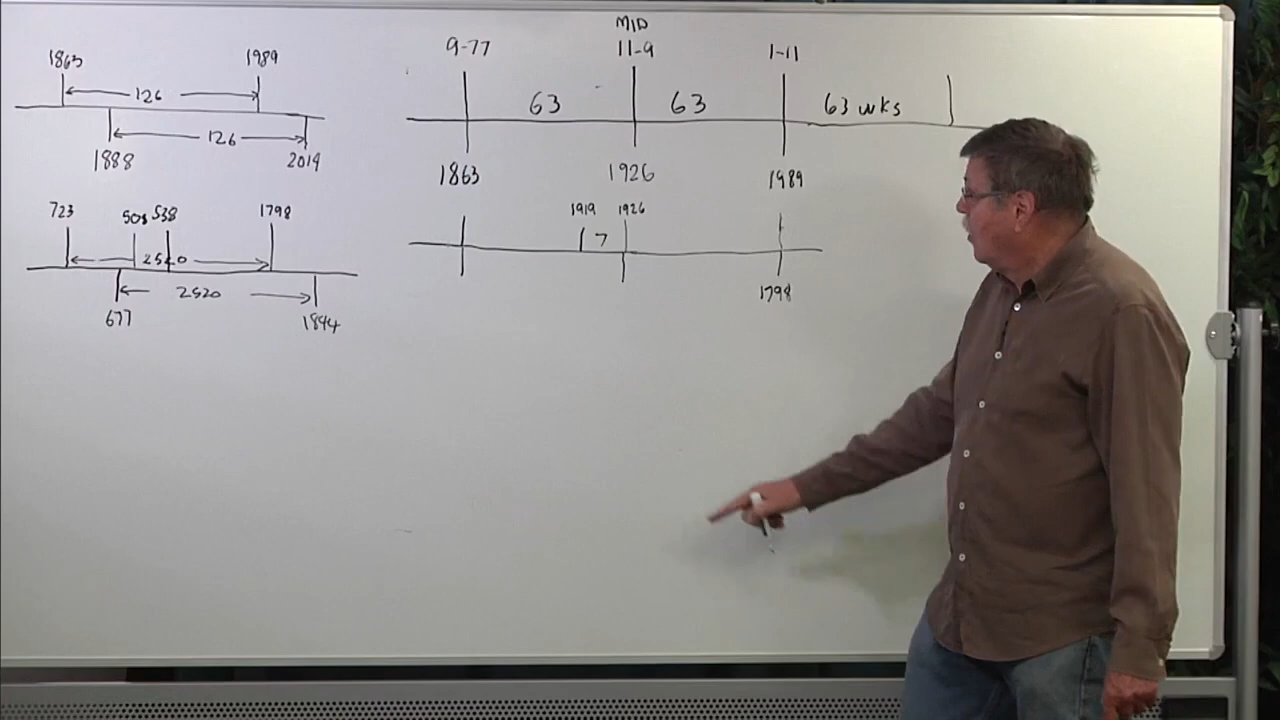 1863 1989
126
126
1888 2014
723 508 538 1798
2520
2520
677 1844
MID
9-77 11-9 1-11
63 63 63 wks
1863 1926 1989
1919 1926
7
1798